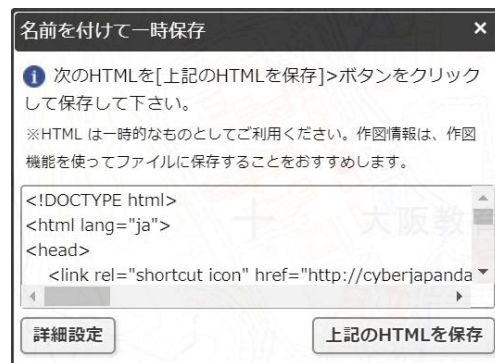 名前を付けて一時保存 ×
i 次のHTMLを[上記のHTMLを保存]>ボタンをクリック
して保存して下さい。
※HTML は一時的なものとしてご利用ください。作図情報は、作図
機能を使ってファイルに保存することをおすすめします。
<!DOCTYPE html>
<html lang="ja">
<head>
<link rel="shortcut icon" href="http://cyberjapanda
大阪教
詳細設定 上記のHTMLを保存